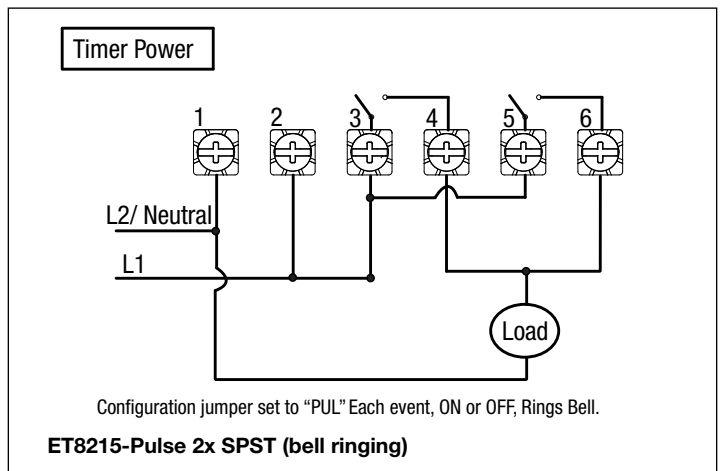 Timer Power
1 2 3 4 5 6
L2/ Neutral
L1
Load
Configuration jumper set to “PUL” Each event, ON or OFF, Rings Bell.
ET8215-Pulse 2x SPST (bell ringing)